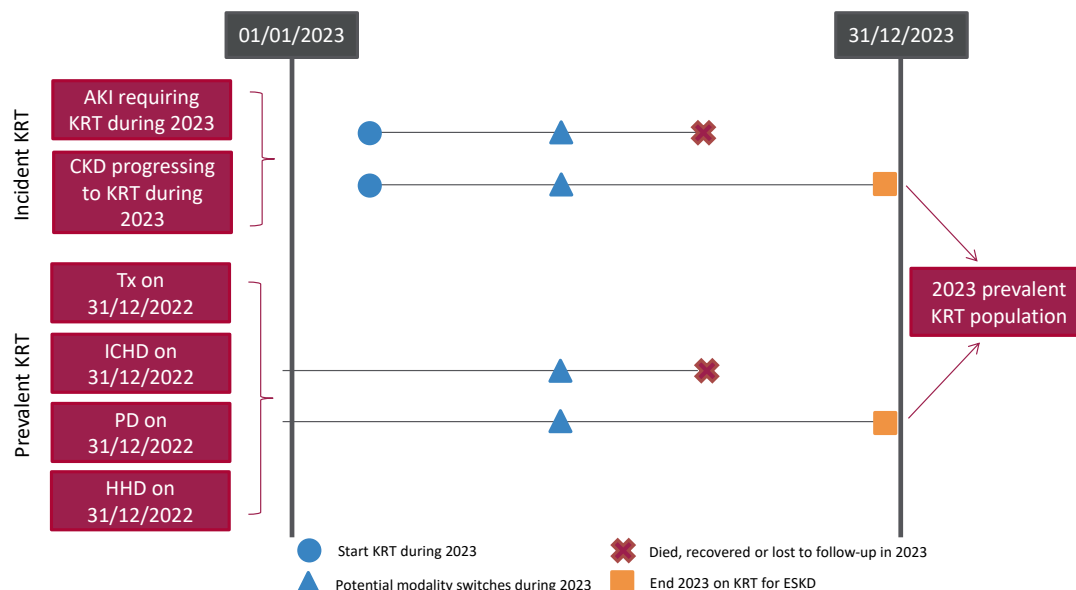 01/01/2023
31/12/2023
Incident KRT
AKI requiring
KRT during 2023
CKD progressing
to KRT during
2023
Prevalent KRT
Tx on
31/12/2022
ICHD on
31/12/2022
PD on
31/12/2022
HHD on
31/12/2022
2023 prevalent
KRT population
Start KRT during 2023
Died, recovered or lost to follow-up in 2023
Potential modality switches during 2023
End 2023 on KRT for ESKD